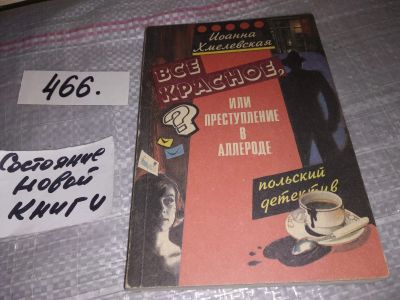 466.
Состояние
новой
книги
Иоанна
Хмелевская
ВСЕ
КРАСНОЕ,
?
ИЛИ
ПРЕСТУПЛЕНИЕ
В
АЛЛЕРОДЕ
польский
детектив